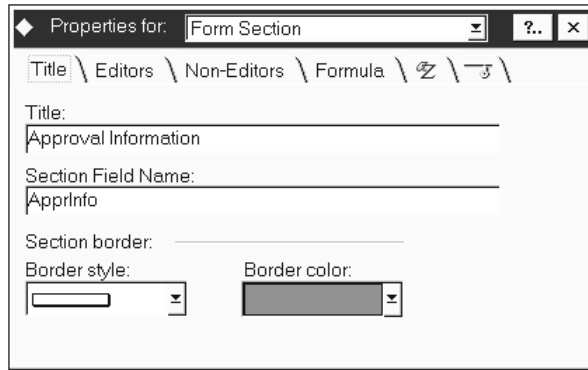 Properties for: Form Section ?.. ×
Title Editors Non-Editors Formula
Title:
Approval Information
Section Field Name:
ApprInfo
Section border:
Border style: Border color: